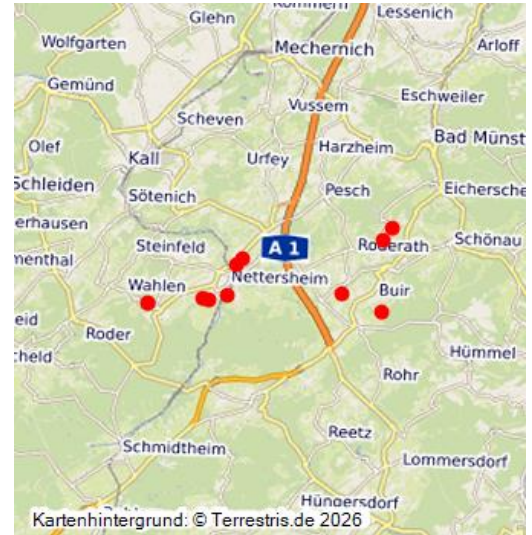 Kommern
Lessenich
Glehn
Wolfgarten
Mechernich
Arloff
Gemünd
Vussem
Eschweiler
Scheven
Olef
Kall
Urfey
Harzheim
Bad Münst
Schleiden
Sötenich
Pesch
Eichersche
erhausen
Steinfeld
A 1
Roderath
Schönau
menthal
Nettersheim
Wahlen
Buir
eid
Roder
cheld
Hümmel
Rohr
Reetz
Schmidtheim
Lommersdorf
Hüngersdorf
Kartenhintergrund: © Terrestris.de 2026